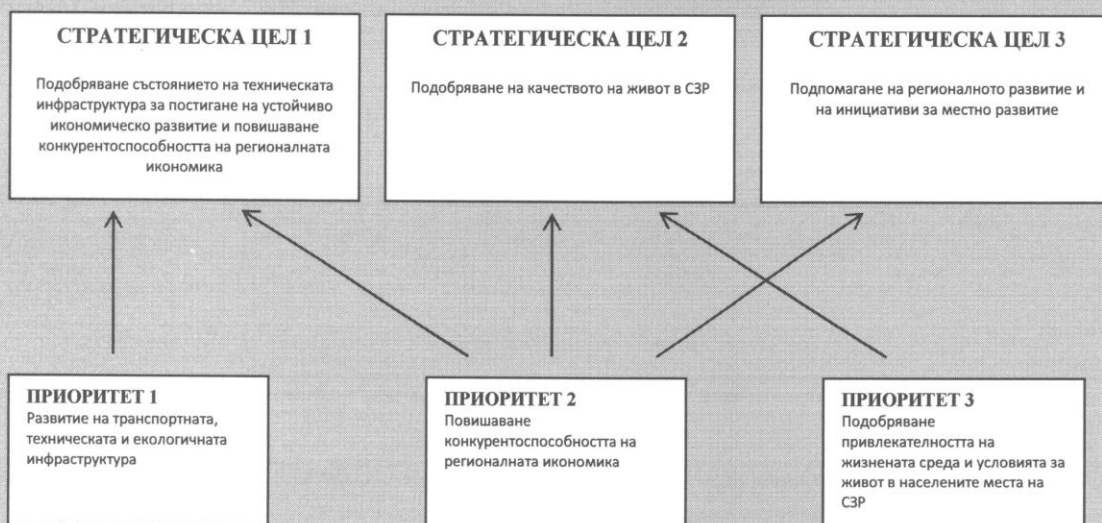 СТРАТЕГИЧЕСКА ЦЕЛ 1
Подобряване състоянието на техническата
инфраструктура за постигане на устойчиво
икономическо развитие и повишаване
конкурентоспособността на регионалната
икономика
СТРАТЕГИЧЕСКА ЦЕЛ 2
Подобряване на качеството на живот в СЗР
СТРАТЕГИЧЕСКА ЦЕЛ 3
Подпомагане на регионалното развитие и
на инициативи за местно развитие
ПРИОРИТЕТ 1
Развитие на транспортната,
техническата и екологичната
инфраструктура
ПРИОРИТЕТ 2
Повишаване
конкурентоспособността на
регионалната икономика
ПРИОРИТЕТ 3
Подобряване
привлекателността на
жизнената среда и условията за
живот в населените места на
СЗР